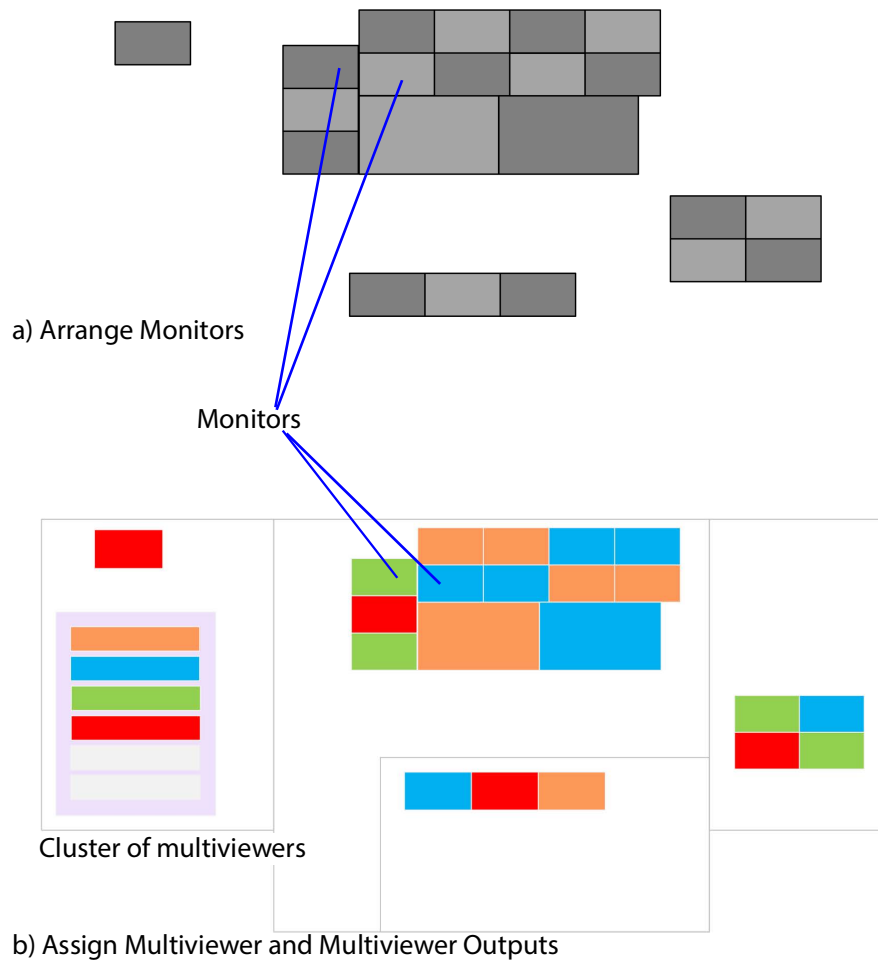 a) Arrange Monitors
Monitors
Cluster of multiviewers
b) Assign Multiviewer and Multiviewer Outputs